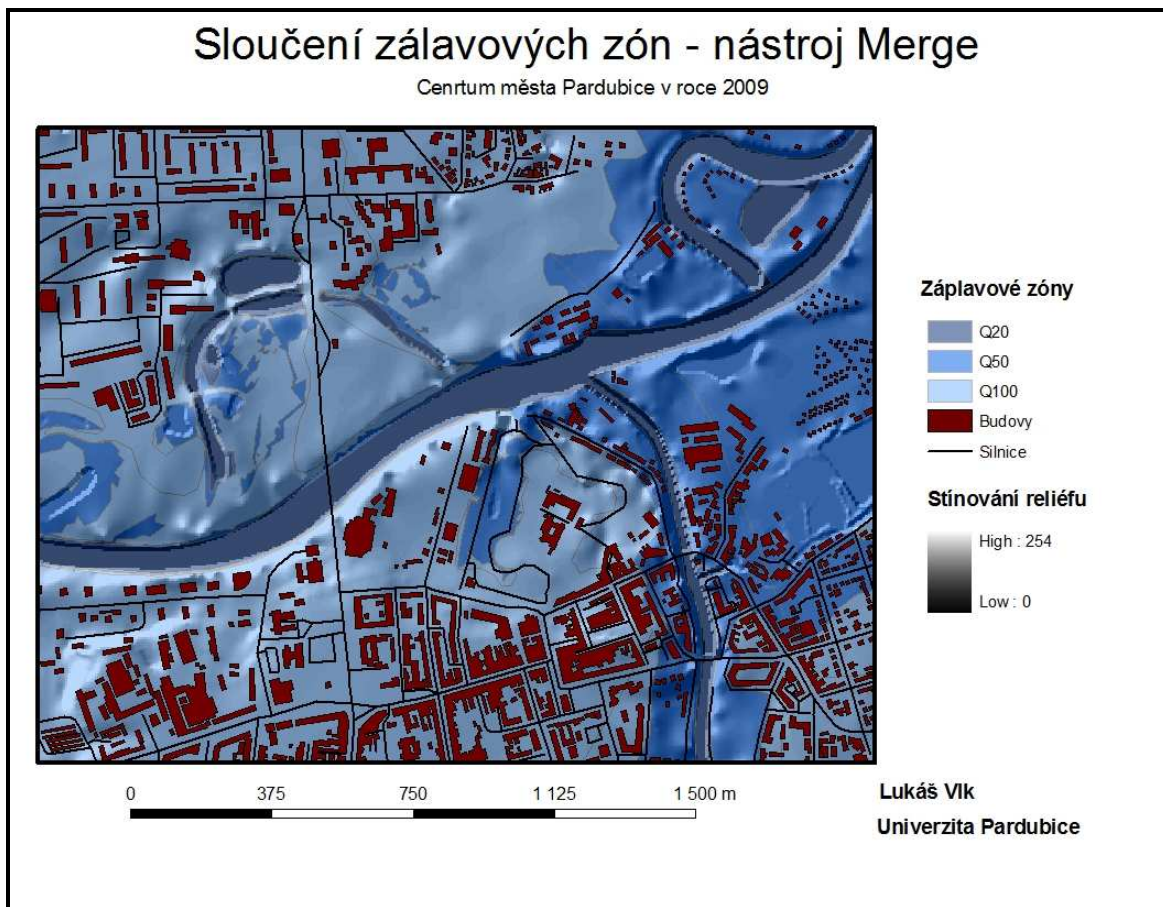 Sloučení zálavových zón - nástroj Merge
Cenrtum města Pardubice v roce 2009
Záplavové zóny
Q20
Q50
Q100
Budovy
Silnice
Stínování reliéfu
High : 254
Low : 0
0 375 750 1 125 1 500 m
Lukáš Vlk
Univerzita Pardubice